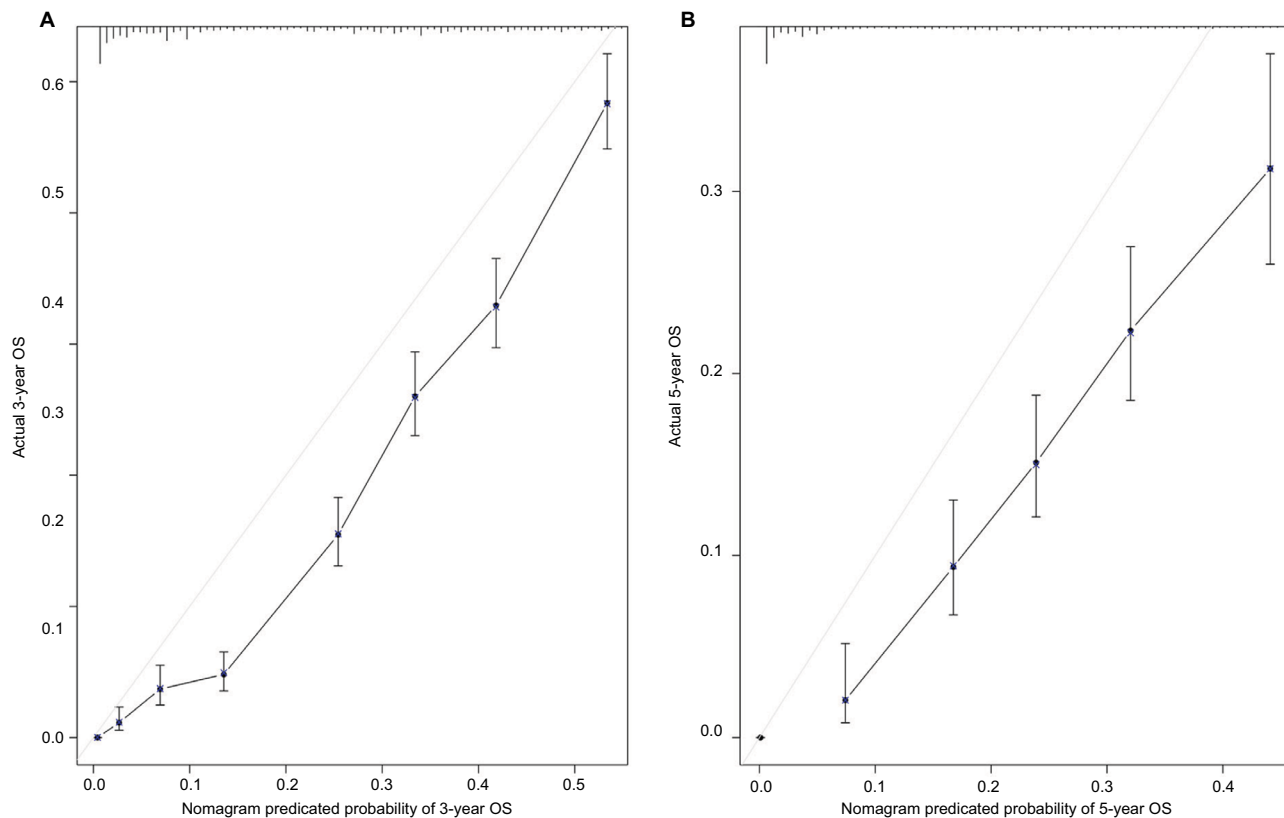 A
0.6
0.5
0.4
0.3
0.2
0.1
0.0
Actual 3-year OS
0.0 0.1 0.2 0.3 0.4 0.5
Nomagram predicated probability of 3-year OS
B
0.3
0.2
0.1
0.0
Actual 5-year OS
0.0 0.1 0.2 0.3 0.4
Nomagram predicated probability of 5-year OS